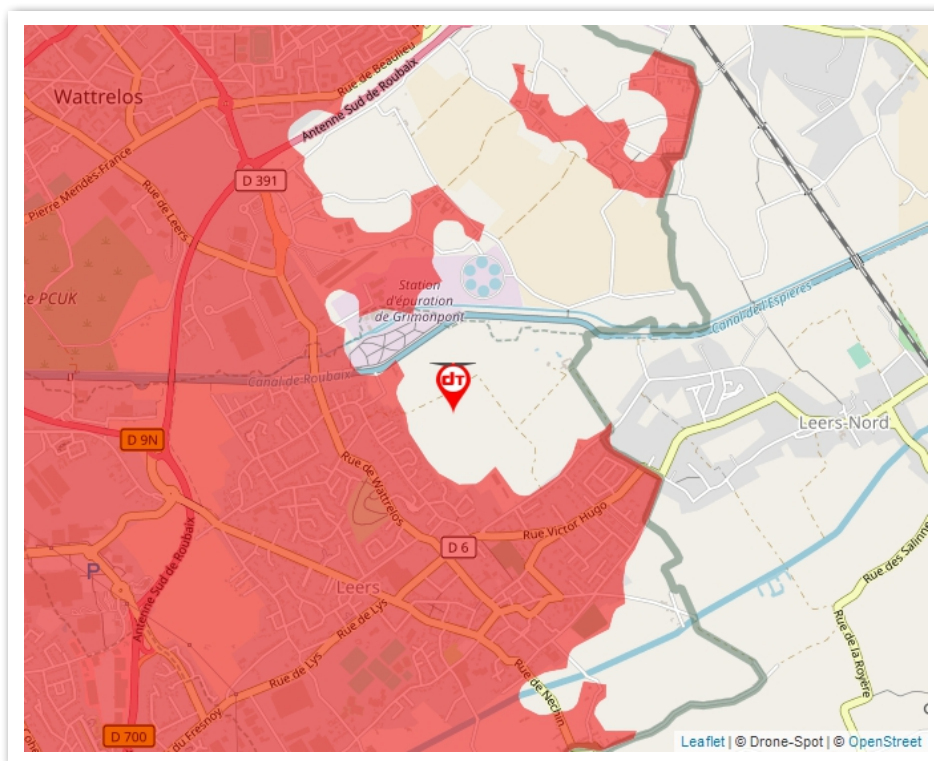 Wattrelos
Rue de Beaulieu
Antenne Sud de Roubaix
Pierre Mendès-France
D 391
Rue de Leers
e PCUK
Station
d'épuration
de Grimonpont
Canal de l'Espierres
Canal de Roubaix
dT
D 9N
Leers-Nord
Rue de Wattrelos
Rue Victor Hugo
D 6
P
Antenne Sud de Roubaix
Leers
Rue de Lys
Rue des Salinne
Rue de la Royère
Rue de Lys
Rue de Néchin
du Fresnoy
D 700
Leaflet | © Drone-Spot | © OpenStreet